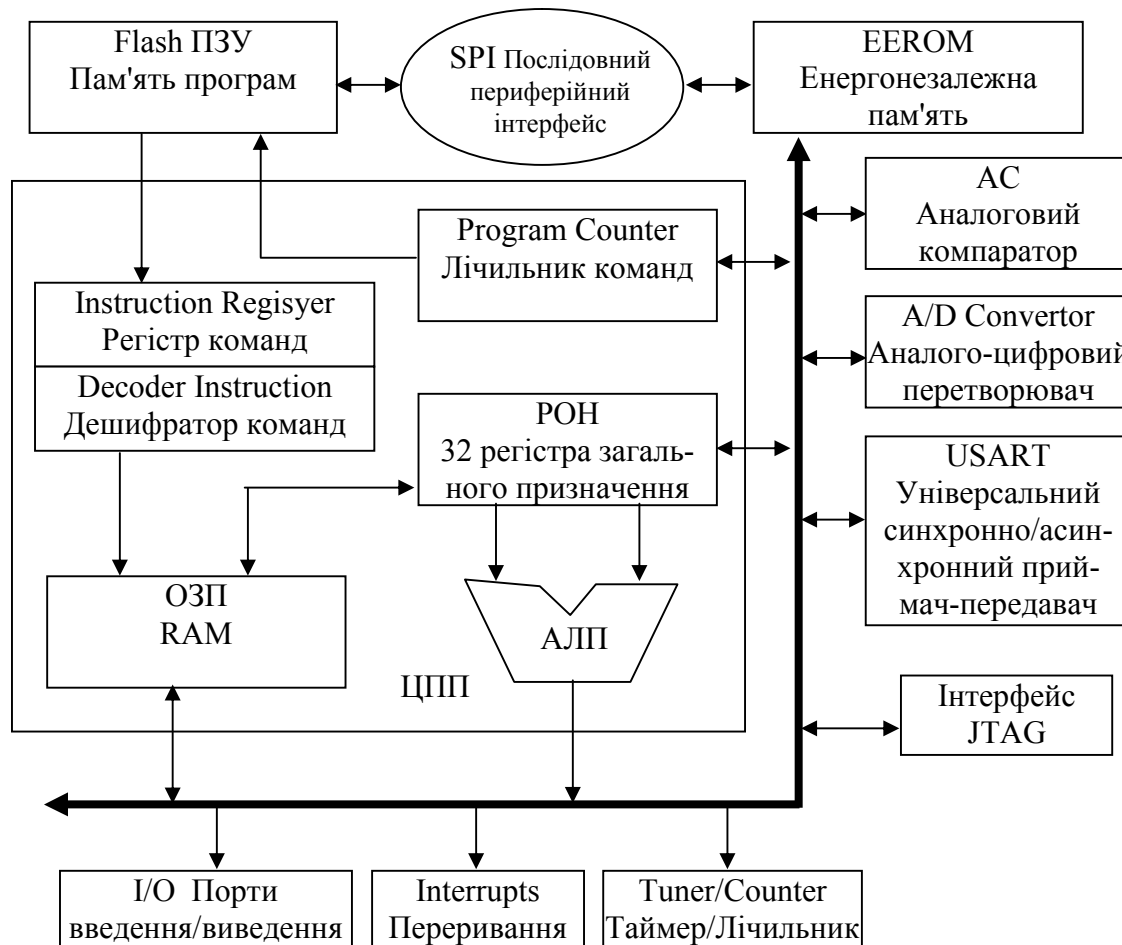 Flash ПЗУ
Пам'ять програм
SPI Послідовний
периферійний
інтерфейс
EEROM
Енергонезалежна
пам'ять
AC
Аналоговий
компаратор
Program Counter
Лічильник команд
Instruction Regisyer
Регістр команд
Decoder Instruction
Дешифратор команд
A/D Convertor
Аналого-цифровий
перетворювач
РОН
32 регістра загаль-
ного призначення
USART
Універсальний
синхронно/асин-
хронний прий-
мач-передавач
ОЗП
RAM
АЛП
ЦПП
Інтерфейс
JTAG
I/O Порти
введення/виведення
Interrupts
Переривання
Tuner/Counter
Таймер/Лічильник